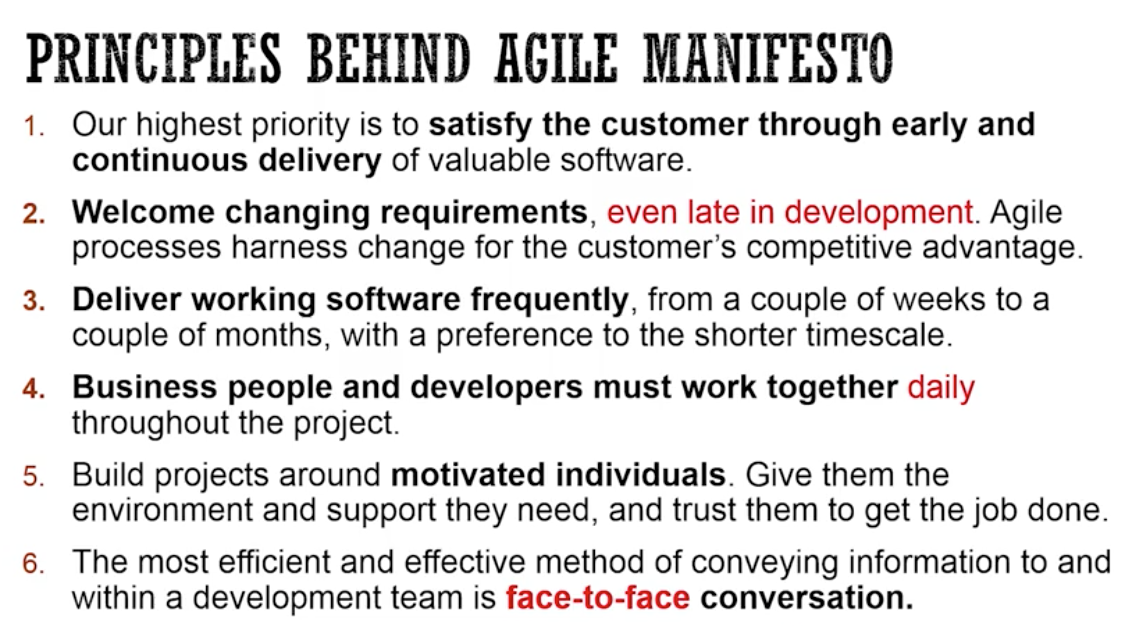 PRINCIPLES BEHIND AGILE MANIFESTO
1. Our highest priority is to satisfy the customer through early and
continuous delivery of valuable software.
2. Welcome changing requirements, even late in development. Agile
processes harness change for the customer’s competitive advantage.
3. Deliver working software frequently, from a couple of weeks to a
couple of months, with a preference to the shorter timescale.
4. Business people and developers must work together daily
throughout the project.
5. Build projects around motivated individuals. Give them the
environment and support they need, and trust them to get the job done.
6. The most efficient and effective method of conveying information to and
within a development team is face-to-face conversation.